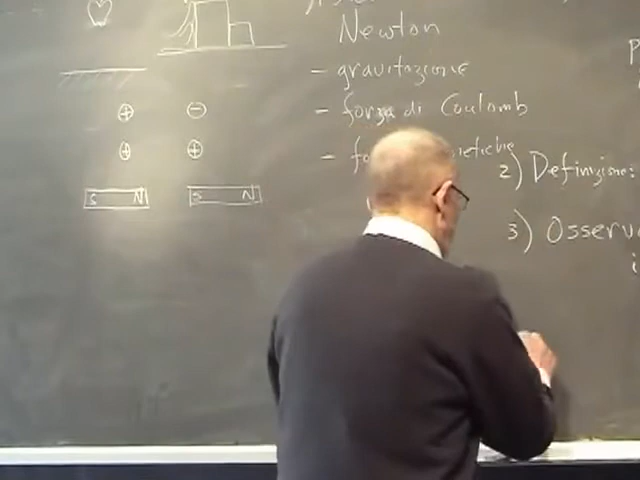 Newton
- gravitazione
- forza di Coulomb
S N S N
2) Definizione:
3) Osserv